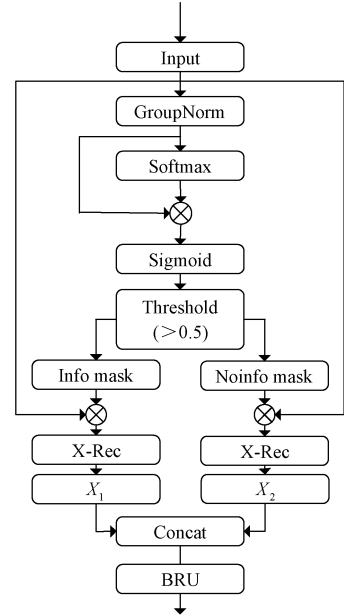 Input
GroupNorm
Softmax
Sigmoid
Threshold
(>0.5)
Info mask
Noinfo mask
X-Rec
X-Rec
X₁
X₂
Concat
BRU